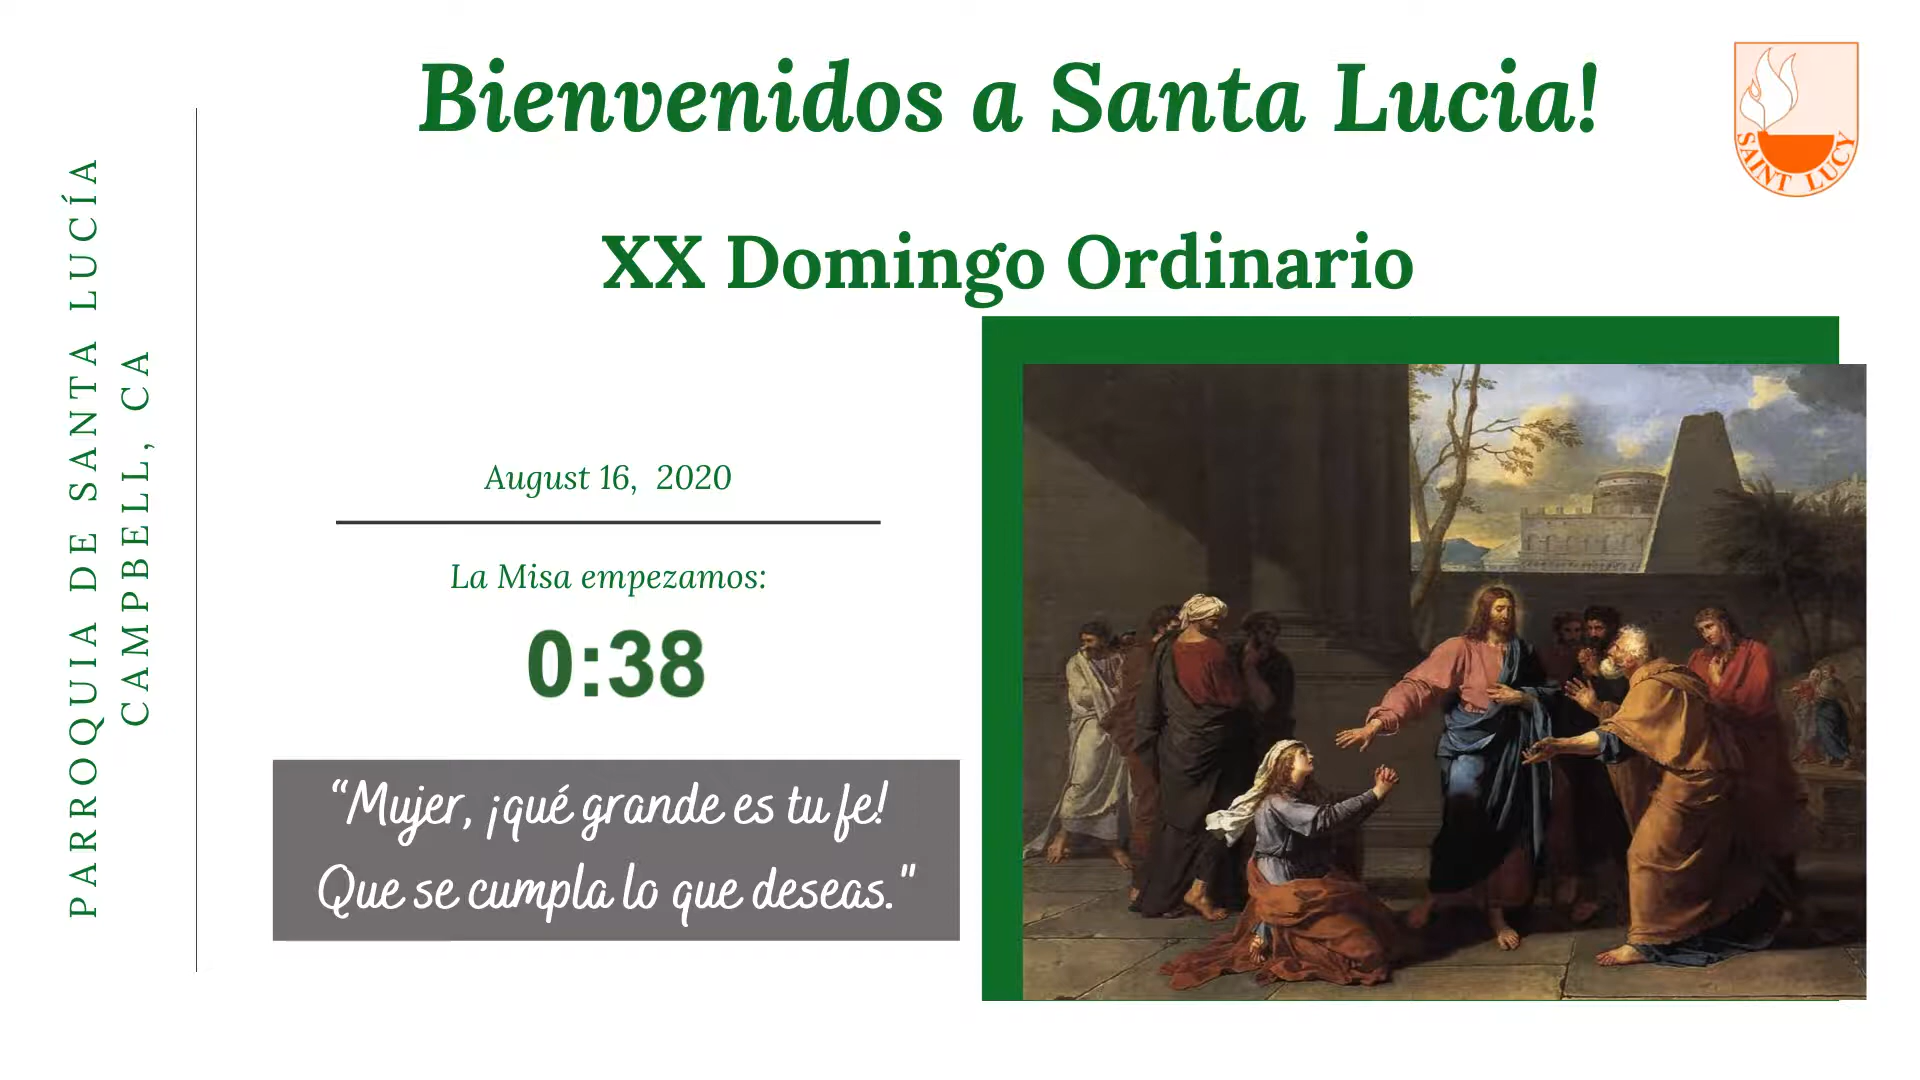 Bienvenidos a Santa Lucia!
SAINT LUCY
XX Domingo Ordinario
PARROQUIA DE SANTA LUCÍA
CAMPBELL, CA
August 16, 2020
La Misa empezamos:
0:38
“Mujer, ¡qué grande es tu fe!
Que se cumpla lo que deseas."